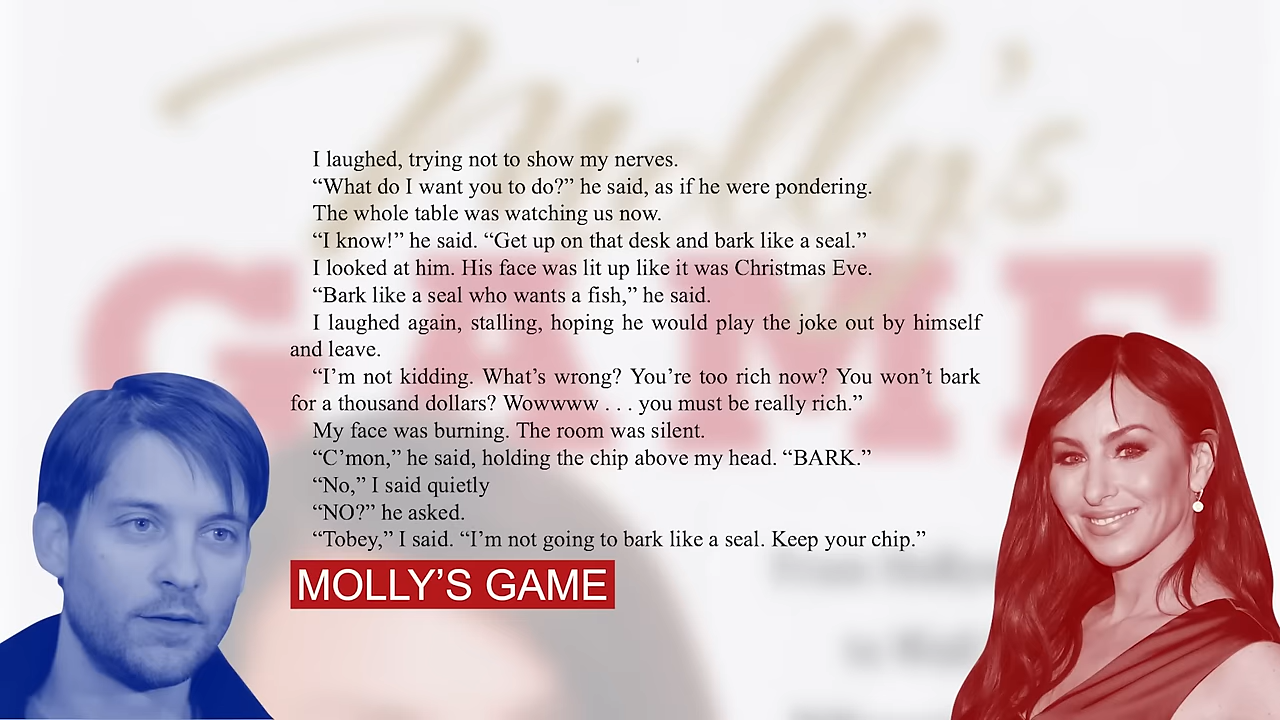 Molly's
GAME
I laughed, trying not to show my nerves.
“What do I want you to do?” he said, as if he were pondering.
The whole table was watching us now.
“I know!” he said. “Get up on that desk and bark like a seal.”
I looked at him. His face was lit up like it was Christmas Eve.
“Bark like a seal who wants a fish,” he said.
I laughed again, stalling, hoping he would play the joke out by himself
and leave.
“I’m not kidding. What’s wrong? You’re too rich now? You won’t bark
for a thousand dollars? Wowwww . . . you must be really rich.”
My face was burning. The room was silent.
“C’mon,” he said, holding the chip above my head. “BARK.”
“No,” I said quietly
“NO?” he asked.
“Tobey,” I said. “I’m not going to bark like a seal. Keep your chip.”
MOLLY’S GAME